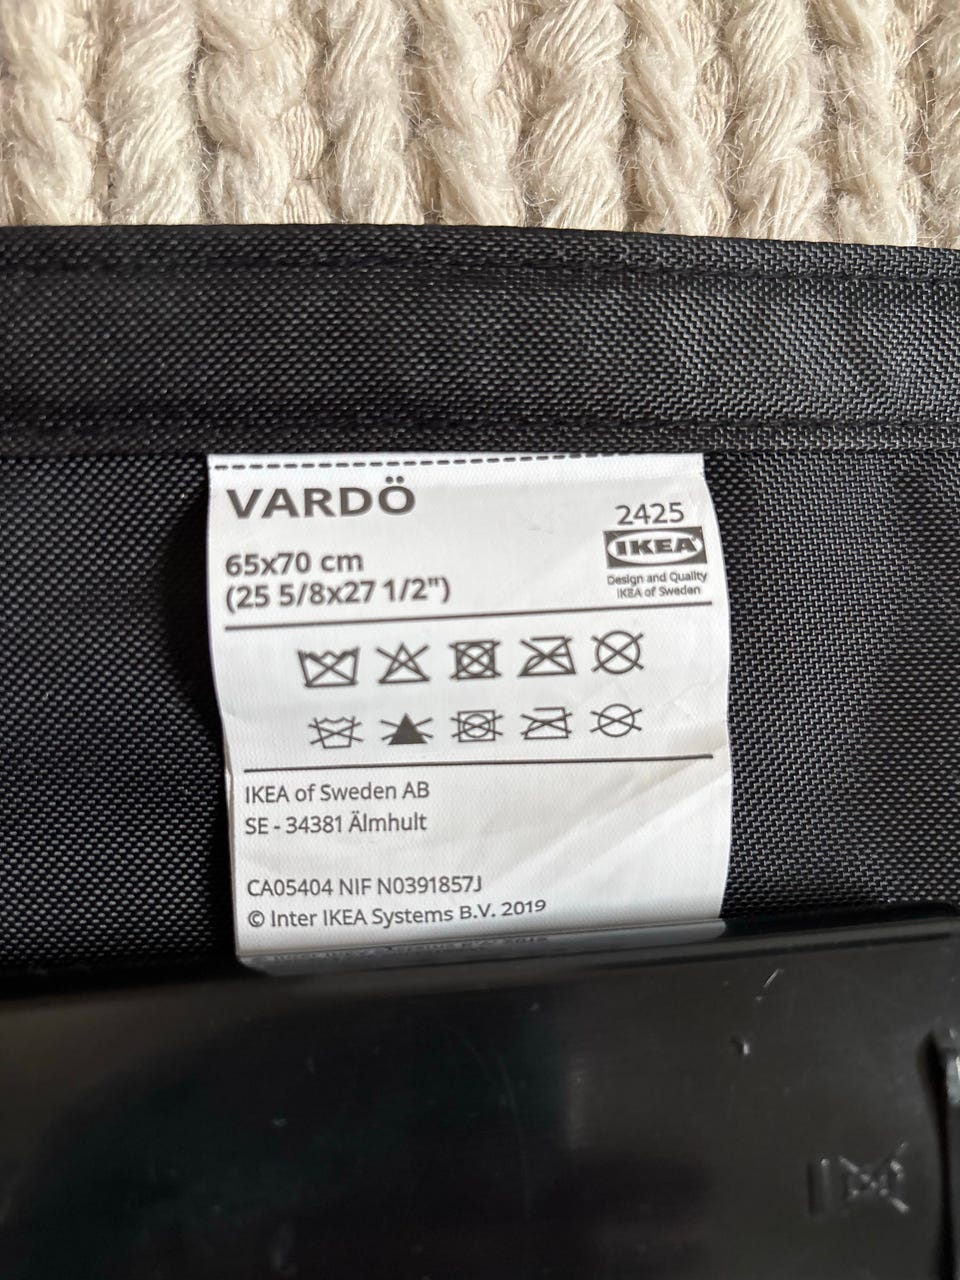 VARDÖ
65x70 cm
(25 5/8x27 1/2")
2425
IKEA
Design and Quality
IKEA of Sweden
IKEA of Sweden AB
SE - 34381 Älmhult
CA05404 NIF N0391857J
© Inter IKEA Systems B.V. 2019